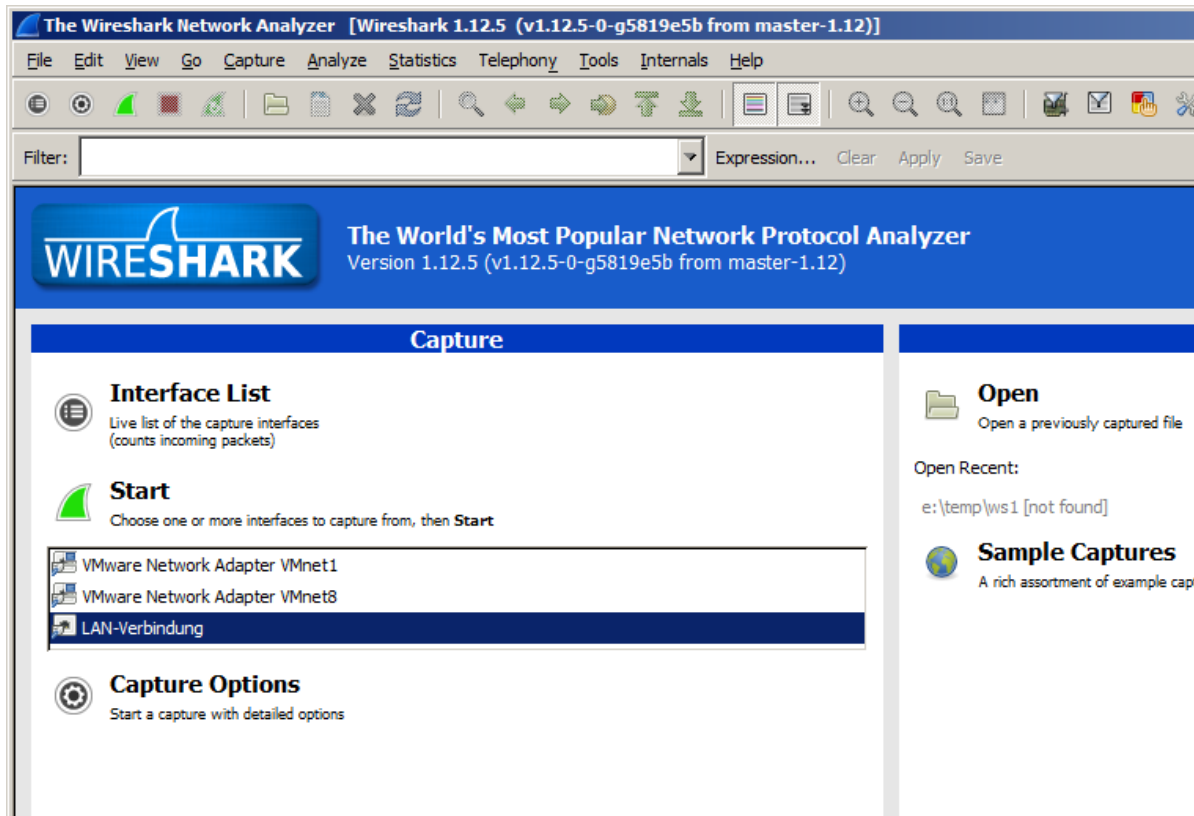 The Wireshark Network Analyzer [Wireshark 1.12.5 (v1.12.5-0-g5819e5b from master-1.12)]
File Edit View Go Capture Analyze Statistics Telephony Tools Internals Help
Filter: Expression... Clear Apply Save
WIRESHARK
The World's Most Popular Network Protocol Analyzer
Version 1.12.5 (v1.12.5-0-g5819e5b from master-1.12)
Capture
Interface List
Live list of the capture interfaces
(counts incoming packets)
Start
Choose one or more interfaces to capture from, then Start
VMware Network Adapter VMnet1
VMware Network Adapter VMnet8
LAN-Verbindung
Capture Options
Start a capture with detailed options
Open
Open a previously captured file
Open Recent:
e:\temp\ws1 [not found]
Sample Captures
A rich assortment of example cap